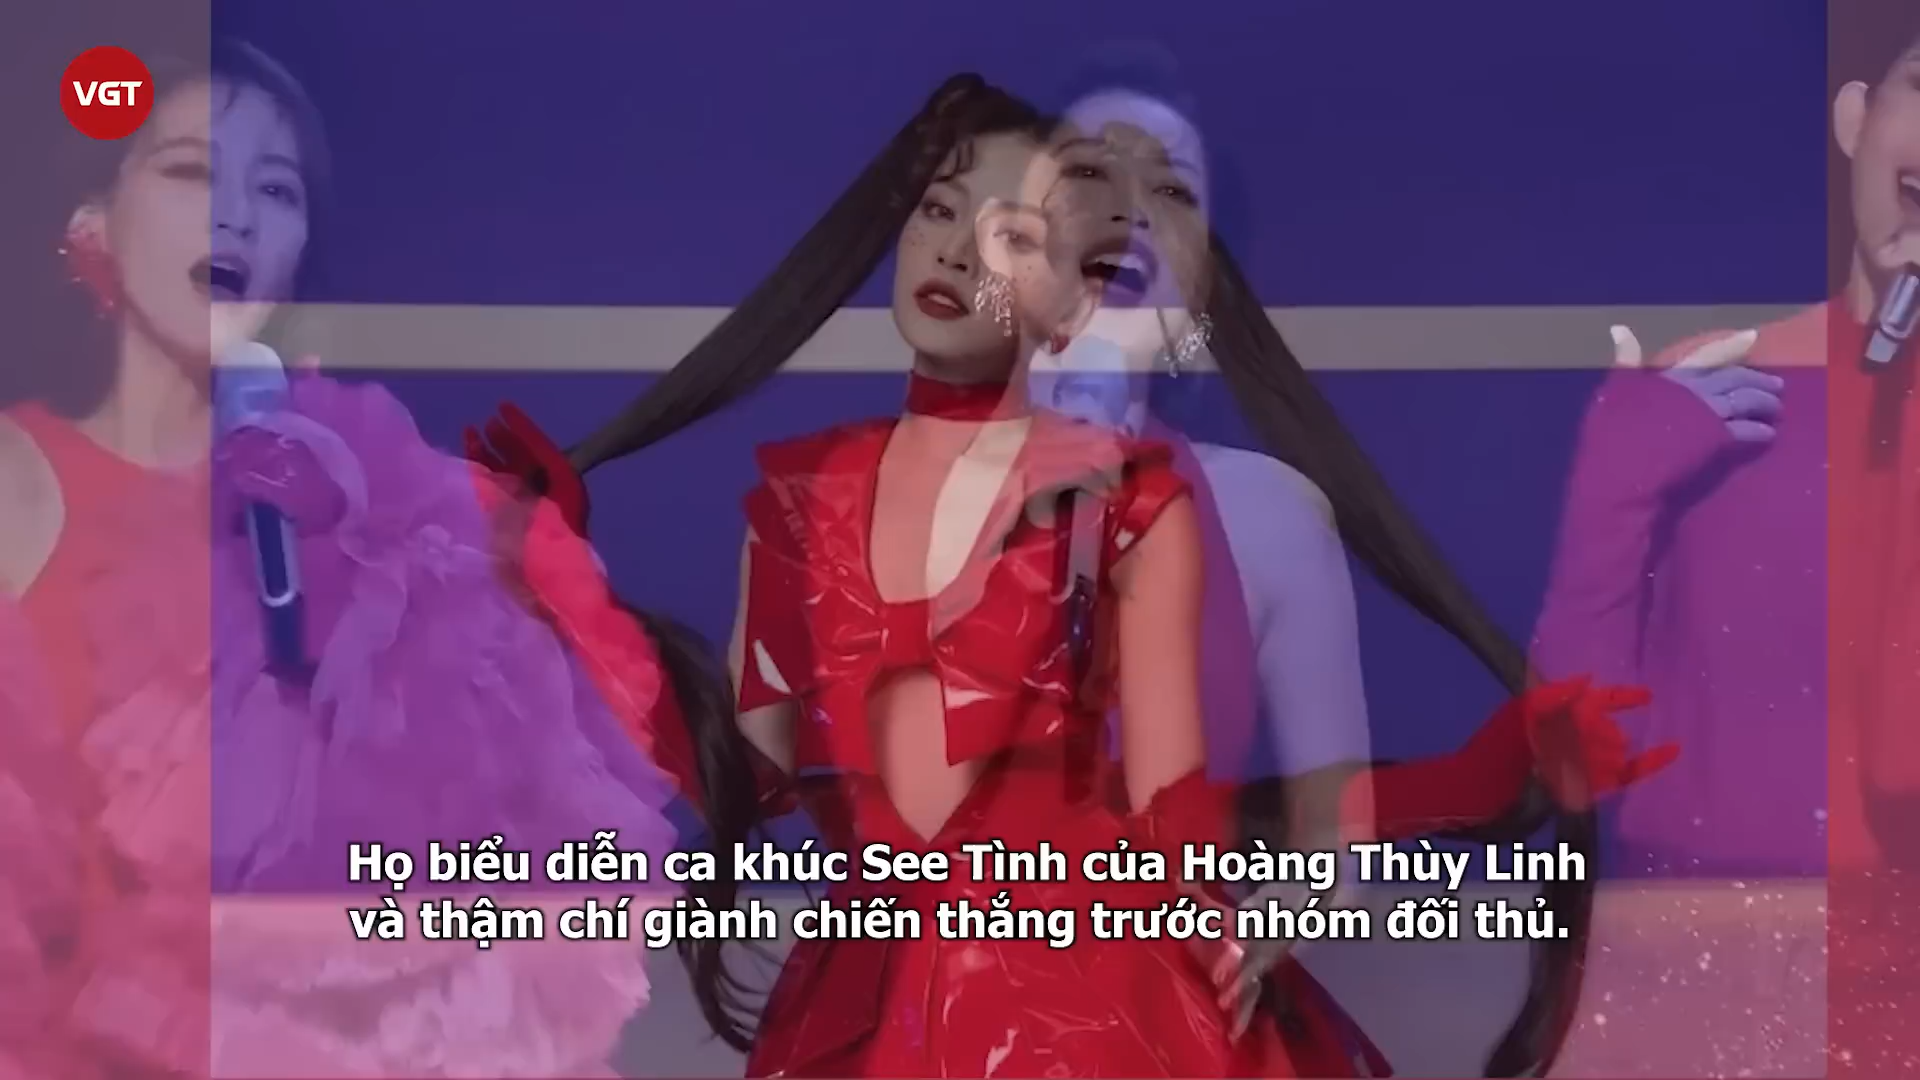 VGT
Họ biểu diễn ca khúc See Tình của Hoàng Thùy Linh
và thậm chí giành chiến thắng trước nhóm đối thủ.